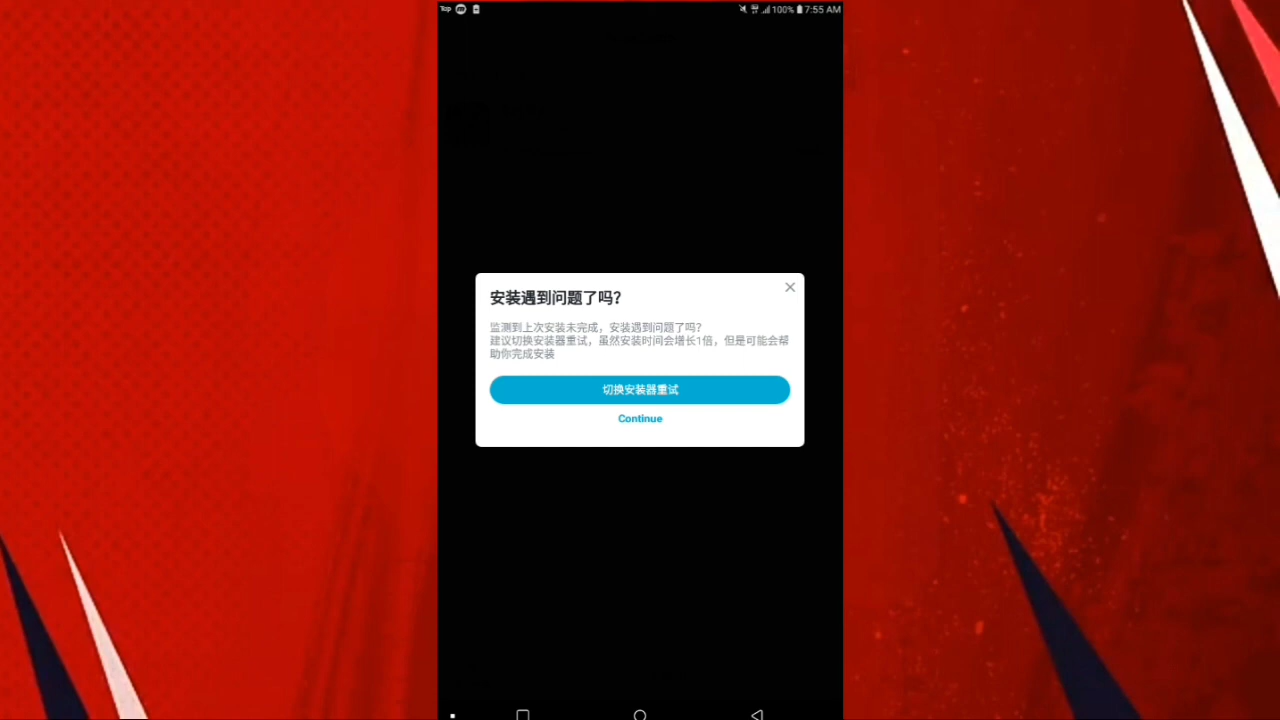 Top 100% 7:55 AM
安装遇到问题了吗?
监测到上次安装未完成，安装遇到问题了吗?
建议切换安装器重试，虽然安装时间会增长1倍，但是可能会帮
助你完成安装
切换安装器重试
Continue